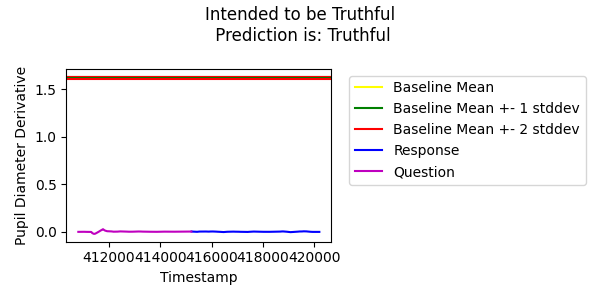 Intended to be Truthful
Prediction is: Truthful
Pupil Diameter Derivative
1.5
1.0
0.5
0.0
412000 414000 416000 418000 420000
Timestamp
Baseline Mean
Baseline Mean +- 1 stddev
Baseline Mean +- 2 stddev
Response
Question